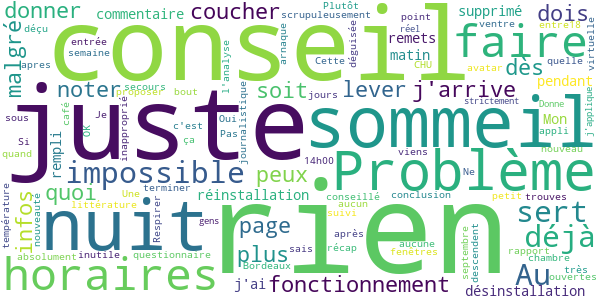 donner
commentaire
coucher
Plutôt
scrupuleusement
point
supprimé
dois
déçu
malgré
entrée
semaine
apres
conseil
arnaque
Cette
déguisée
réel
remets
matin
CHU
avatar
faire
ventre
quelle
entre18
virtuelle
noter
secours
proposer
bout
l'analyse
soit
jours
lever
j'arrive
dès
pendant
strictement
Donne
Mon
appli
j'applique
sous
Si
quand
café
ok
Je
inapproprié
juste
c'est
ça
Oui
Pas
journalistique
14h00
sommeil
viens
Ne
nouveau
rempli
impossible
peux
Problème
température
nouveauté
infos
quoi
Une
littérature
terminer
Respirer
réinstallation
conseillé
aucun
suivi
conclusion
petit
trouves
nuit
gens
page
plus
sais
après
récap
rien
aucune
fenêtres
septembre
descendent
sert
déjà
rapport
chambre
Au
très
ouvertes
absolument
inutile
questionnaire
Bordeaux
horaires
j'ai
fonctionnement
désinstallation